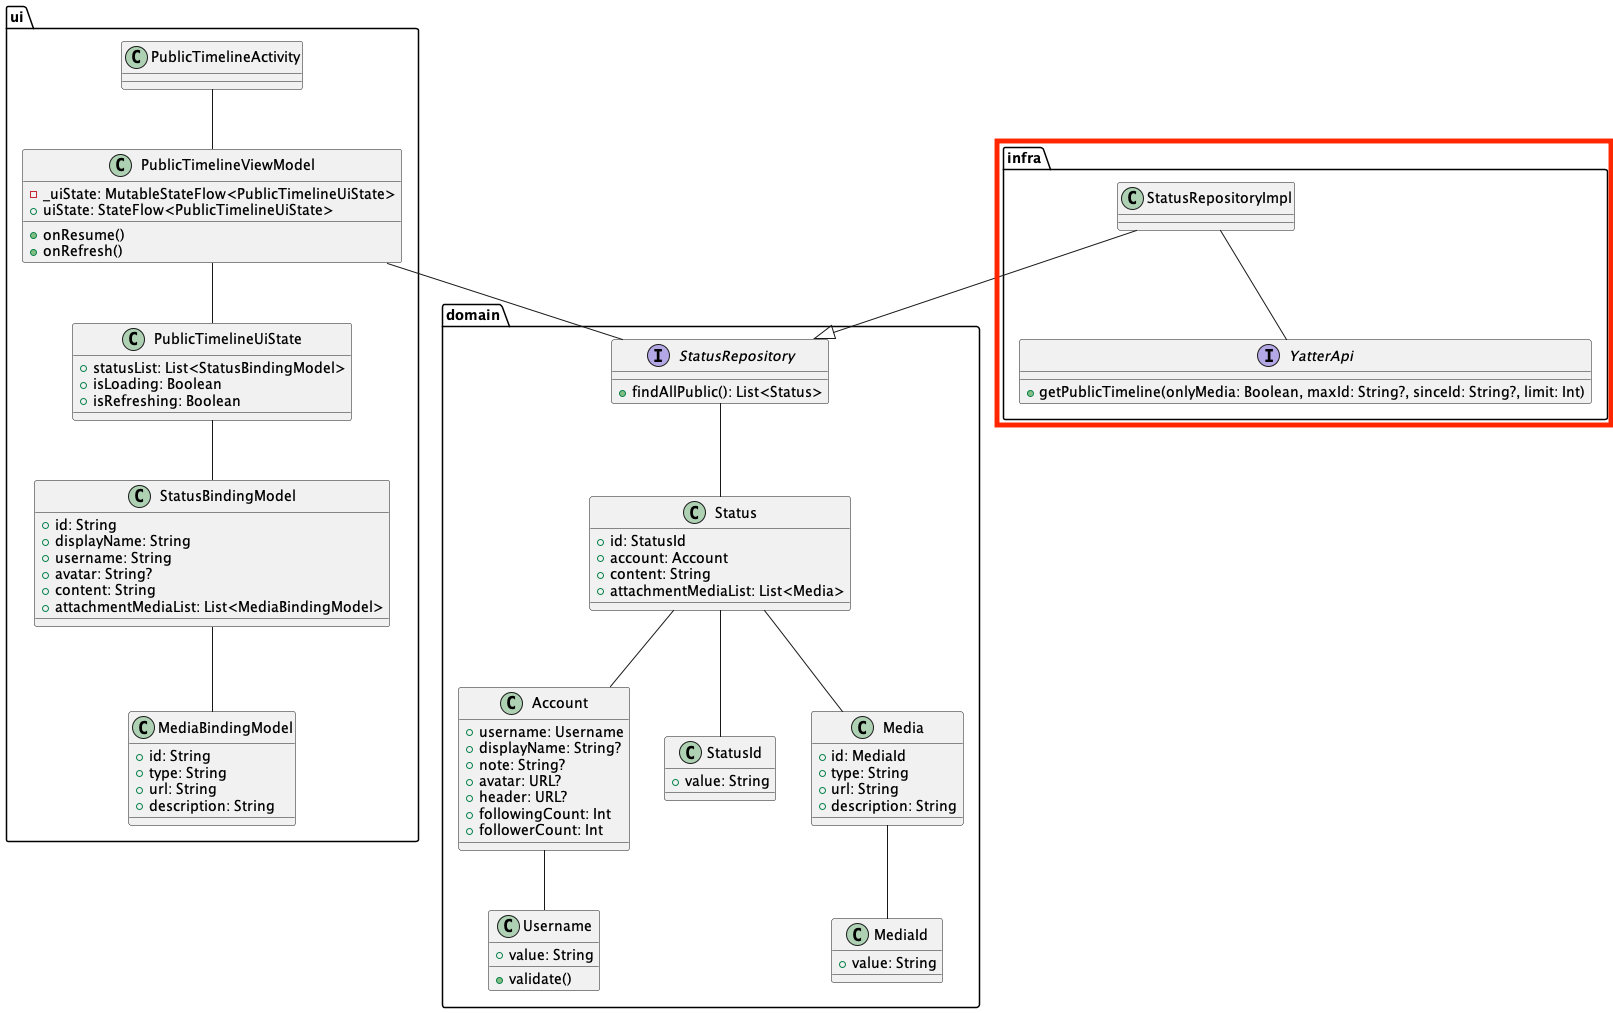 ui
C PublicTimelineActivity
C PublicTimelineViewModel
_uiState: MutableStateFlow<PublicTimelineUiState>
uiState: StateFlow<PublicTimelineUiState>
onResume()
onRefresh()
C PublicTimelineUiState
statusList: List<StatusBindingModel>
isLoading: Boolean
isRefreshing: Boolean
C StatusBindingModel
id: String
displayName: String
username: String
avatar: String?
content: String
attachmentMediaList: List<MediaBindingModel>
C MediaBindingModel
id: String
type: String
url: String
description: String
domain
I StatusRepository
findAllPublic(): List<Status>
C Status
id: StatusId
account: Account
content: String
attachmentMediaList: List<Media>
C Account
username: Username
displayName: String?
note: String?
avatar: URL?
header: URL?
followingCount: Int
followerCount: Int
C StatusId
value: String
C Media
id: MediaId
type: String
url: String
description: String
C Username
value: String
validate()
C MediaId
value: String
infra
C StatusRepositoryImpl
I YatterApi
getPublicTimeline(onlyMedia: Boolean, maxId: String?, sinceId: String?, limit: Int)